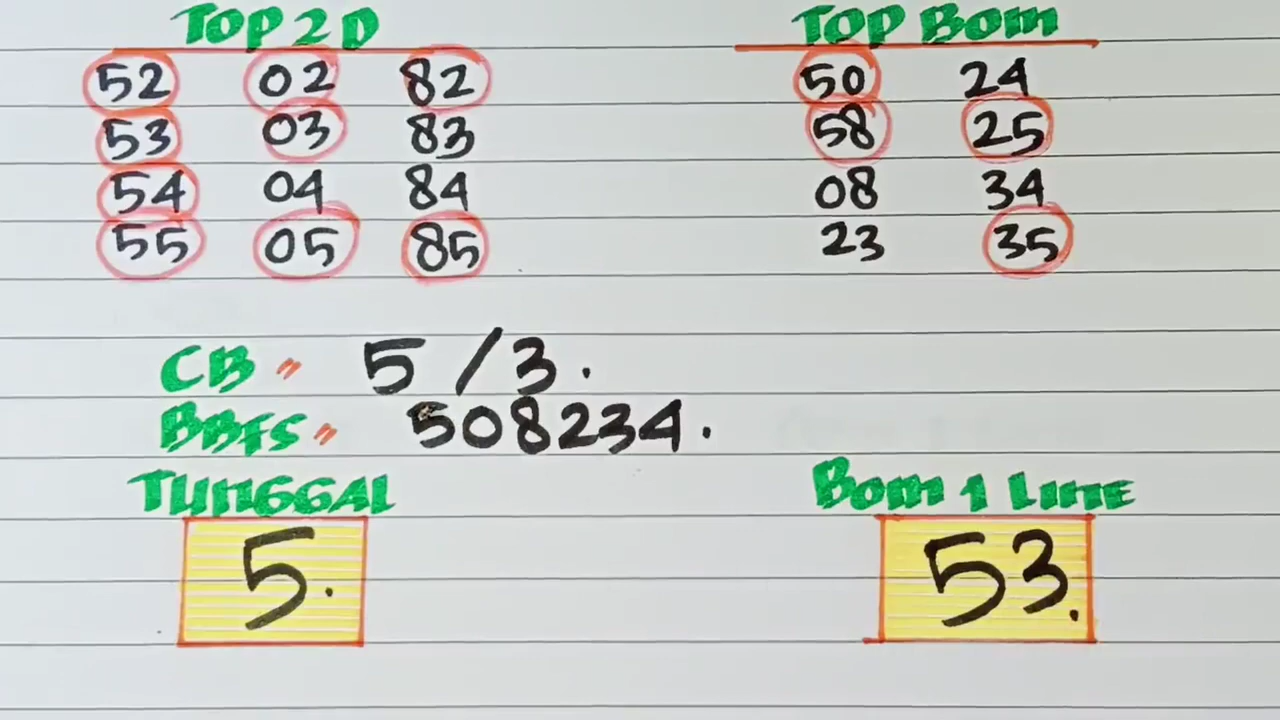 TOP 2 D TOP BOM
52 02 82 50 24
53 03 83 58 25
54 04 84 08 34
55 05 85 23 35
CB " 5 / 3.
BBFS " 508234.
TUNGGAL BOM 1 LINE
5. 53.